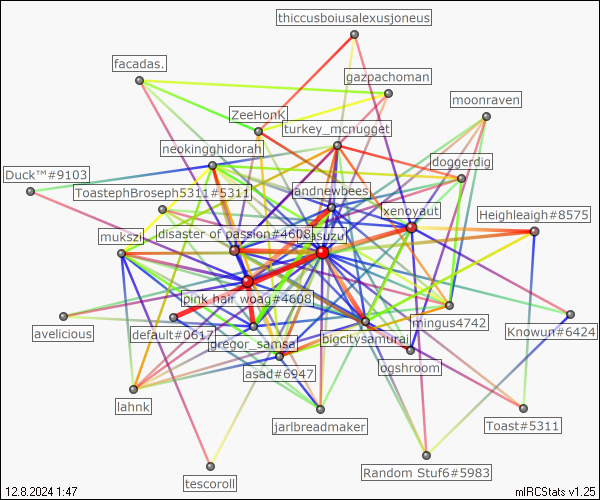 thiccusboiusalexusjoneus
facadas.
gazpachoman
moonraven
ZeeHonK
turkey_mcnugget
neokingghidorah
doggerdig
Duck™#9103
ToastephBroseph5311#5311
andnewbees
xenoyaut
Heighleaigh#8575
mukszi
disaster of passion#4608
asuzu
pink hair woag#4608
avelicious
default#0617
gregor_samsa
bigcitysamurai
mingus4742
Knowun#6424
asad#6947
ogshroom
lahnk
jarlbreadmaker
Toast#5311
tescoroll
Random Stuf6#5983
12.8.2024 1:47
mIRCStats v1.25